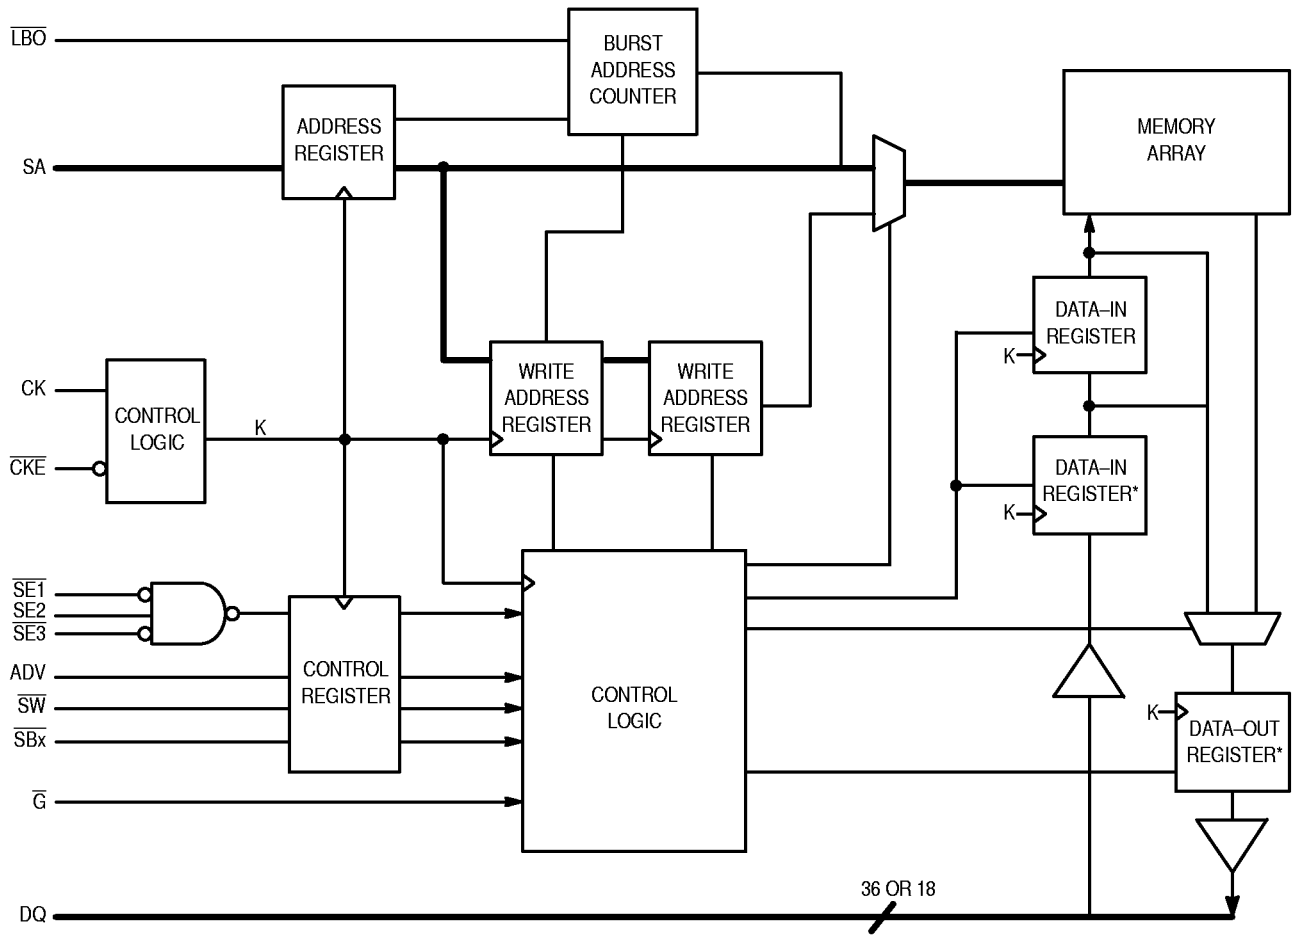 LBO
BURST
ADDRESS
COUNTER
ADDRESS
REGISTER
SA
MEMORY
ARRAY
DATA–IN
REGISTER
K
WRITE
ADDRESS
REGISTER
WRITE
ADDRESS
REGISTER
CK
CONTROL
LOGIC
CKE
K
DATA–IN
REGISTER*
K
SE1
SE2
SE3
ADV
SW
SBx
G
CONTROL
REGISTER
CONTROL
LOGIC
K
DATA–OUT
REGISTER*
36 OR 18
DQ